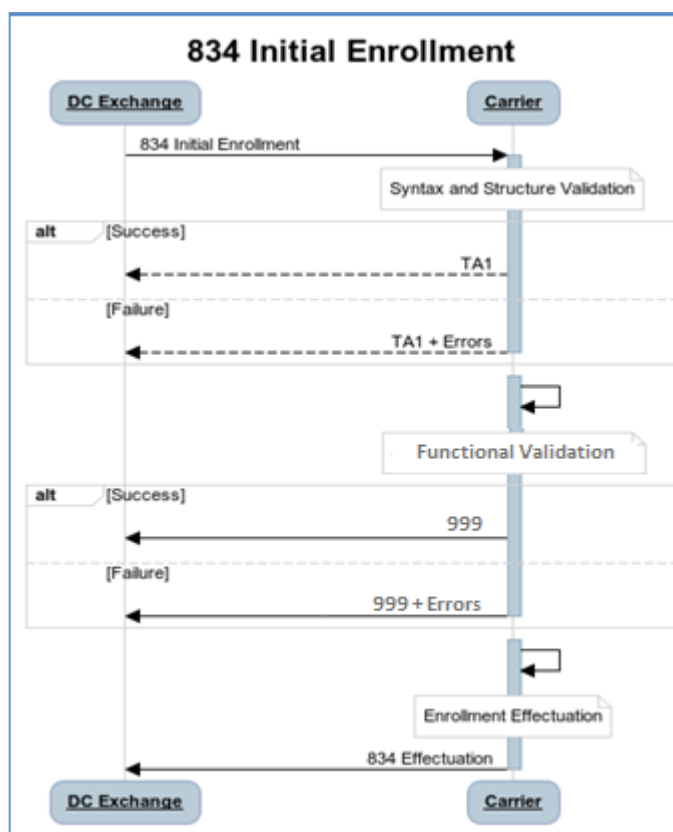 834 Initial Enrollment
DC Exchange
Carrier
834 Initial Enrollment
Syntax and Structure Validation
alt
[Success]
TA1
[Failure]
TA1 + Errors
Functional Validation
alt
[Success]
999
[Failure]
999 + Errors
Enrollment Effectuation
834 Effectuation
DC Exchange
Carrier